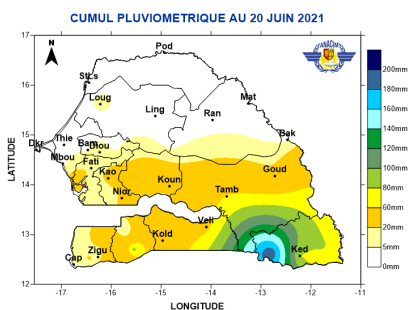 CUMUL PLUVIOMETRIQUE AU 20 JUIN 2021
17
Pod
ANACIM
N
200mm
St.Ls
180mm
16
Loug
Mat
160mm
Ling
Ran
140mm
120mm
15
Dkr
Thie
Bam
Diou
Bak
100mm
Mbou
Fati
LATITUDE
Kao
Koun
Goud
80mm
14
Nior
Tamb
60mm
20mm
Veli
13
Kold
5mm
Cap
Zigu
Ked
0mm
12
-17
-16
-15
-14
-13
-12
-11
LONGITUDE